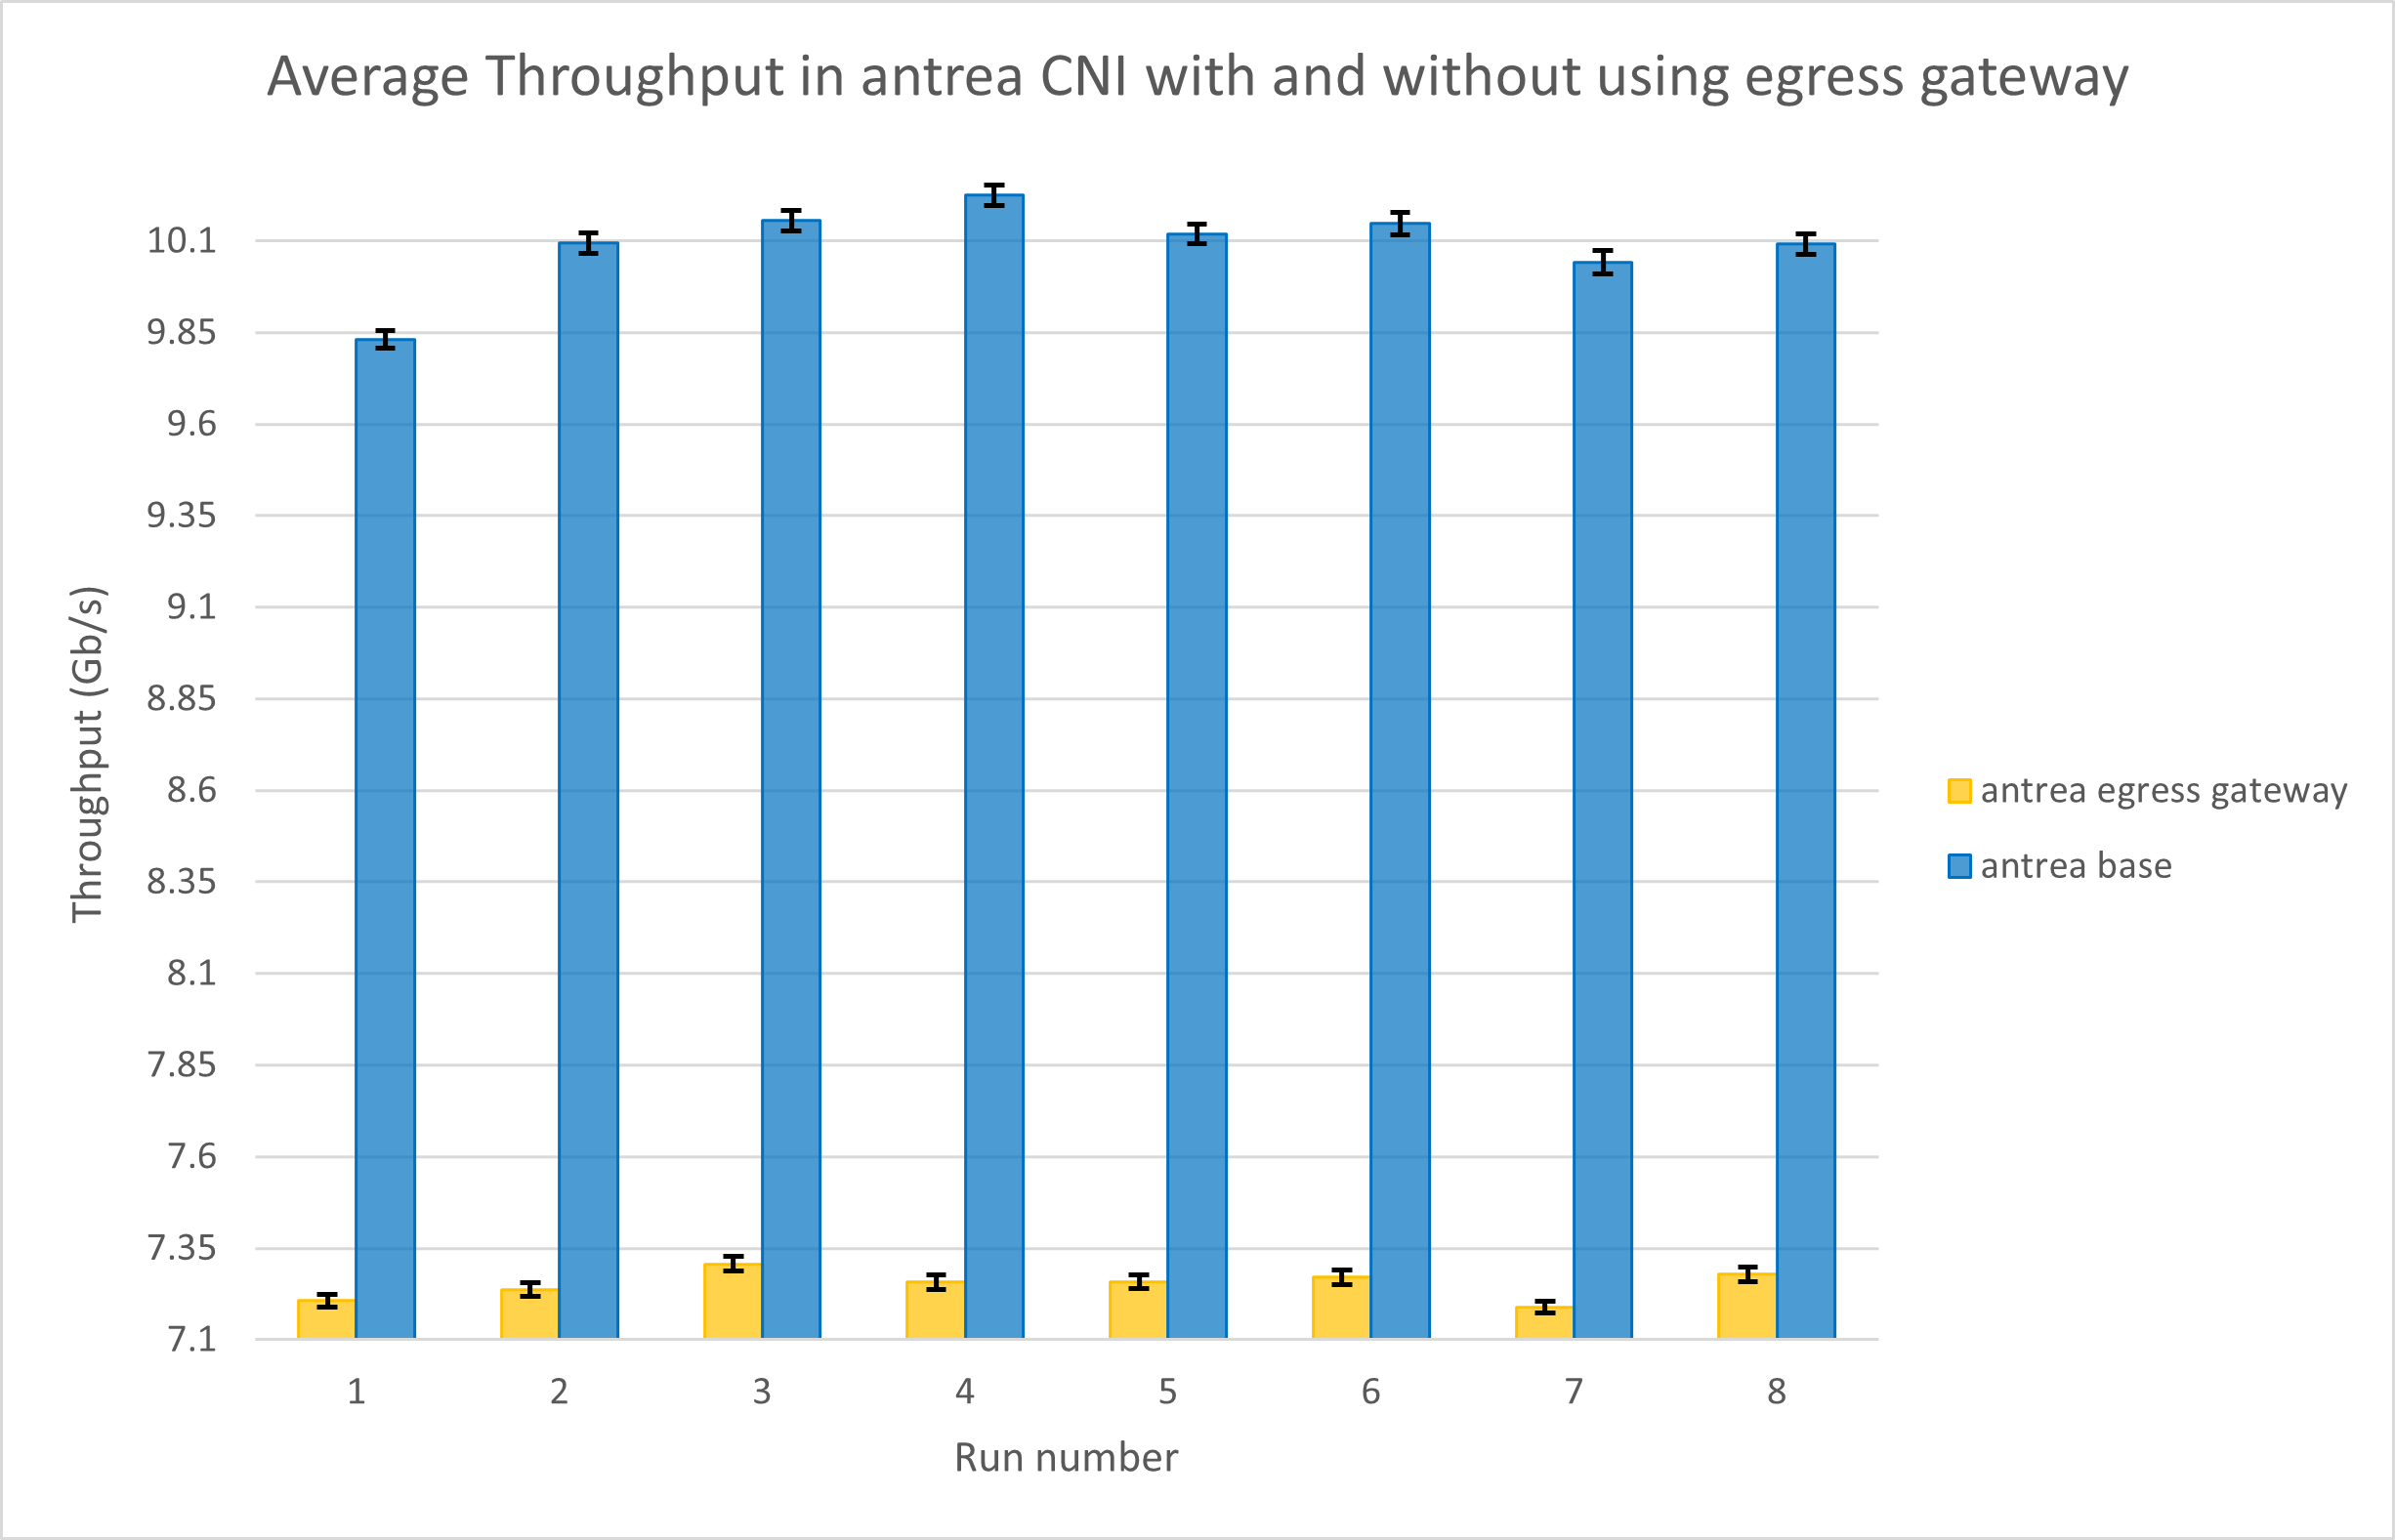 Average Throughput in antrea CNI with and without using egress gateway
10.1
9.85
9.6
9.35
9.1
8.85
8.6
8.35
8.1
7.85
7.6
7.35
7.1
Throughput (Gb/s)
1 2 3 4 5 6 7 8
Run number
antrea egress gateway
antrea base